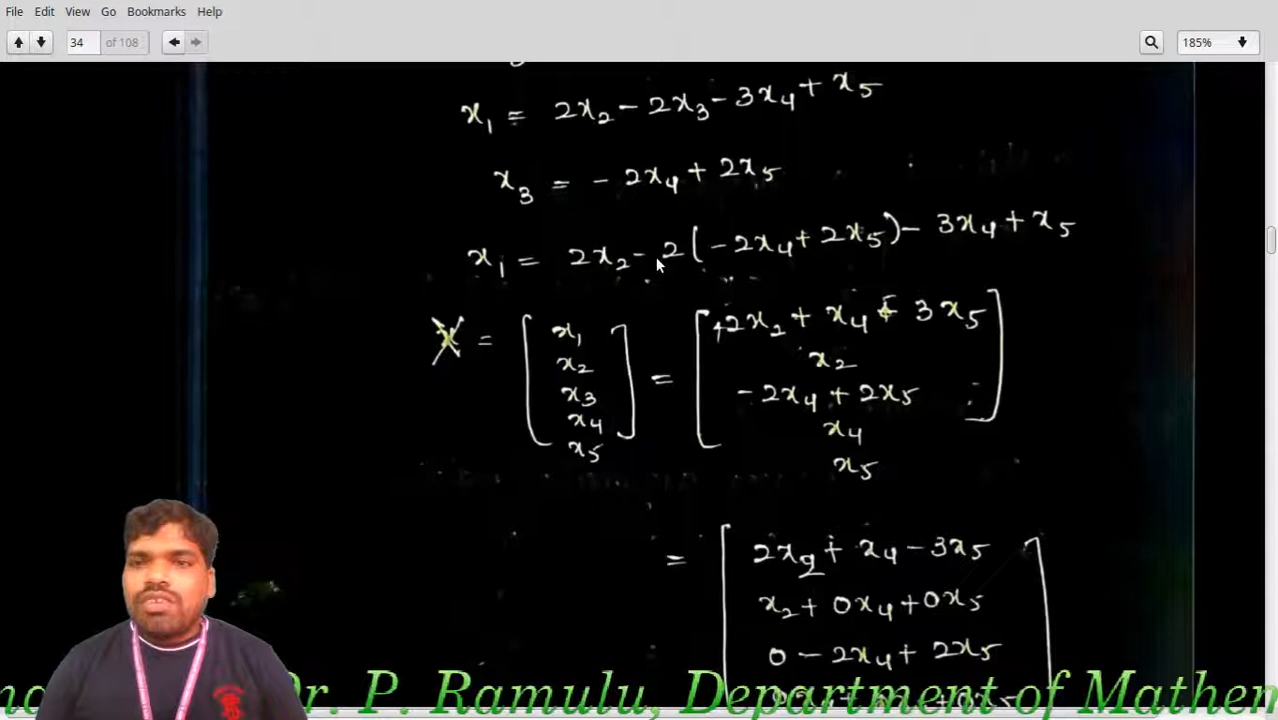 File Edit View Go Bookmarks Help
34 of 108 185%
x₁ = 2x₂ - 2x₃ - 3x₄ + x₅
x₃ = - 2x₄ + 2x₅
x₁ = 2x₂ - 2(-2x₄ + 2x₅) - 3x₄ + x₅
X = [x₁ x₂ x₃ x₄ x₅] = [2x₂ + x₄ - 3x₅
x₂
-2x₄ + 2x₅
x₄
x₅]
= [2x₂ + x₄ - 3x₅
x₂ + 0x₄ + 0x₅
0 - 2x₄ + 2x₅
Dr. P. Ramulu, Department of Mathem